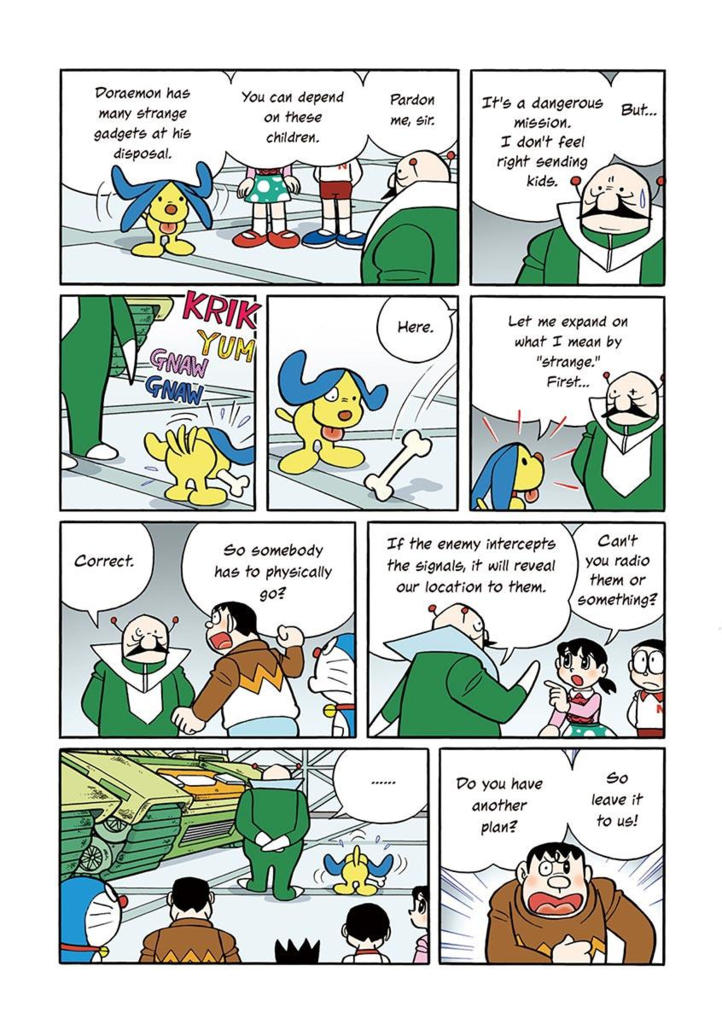 But...
It's a dangerous
mission.
I don't feel
right sending
kids.
Pardon
me, sir.
You can depend
on these
children.
Doraemon has
many strange
gadgets at his
disposal.
Let me expand on
what I mean by
"strange."
First...
Here.
KRIK
YUM
GNAW
GNAW
Can't
you radio
them or
something?
If the enemy intercepts
the signals, it will reveal
our location to them.
So somebody
has to physically
go?
Correct.
So
leave it
to us!
Do you have
another
plan?
......